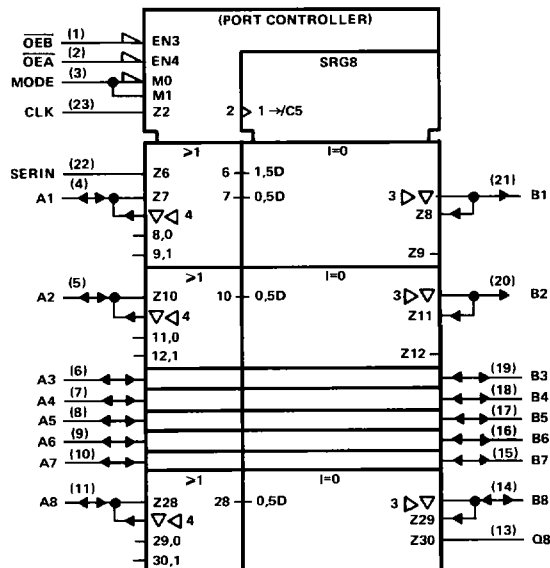 (PORT CONTROLLER)
OEB (1) EN3
OEA (2) EN4
MODE (3) M0
M1
CLK (23) Z2
SRG8
2 1 →/C5
≥1 I=0
SERIN (22) Z6 6 1,5D
A1 (4) Z7 7 0,5D 3 (21) B1
4 Z8
8,0
9,1 Z9
≥1 I=0
A2 (5) Z10 10 0,5D 3 (20) B2
4 Z11
11,0
12,1 Z12
A3 (6) (19) B3
A4 (7) (18) B4
A5 (8) (17) B5
A6 (9) (16) B6
A7 (10) (15) B7
≥1 I=0
A8 (11) Z28 28 0,5D 3 (14) B8
4 Z29
29,0 Z30 (13) Q8
30,1